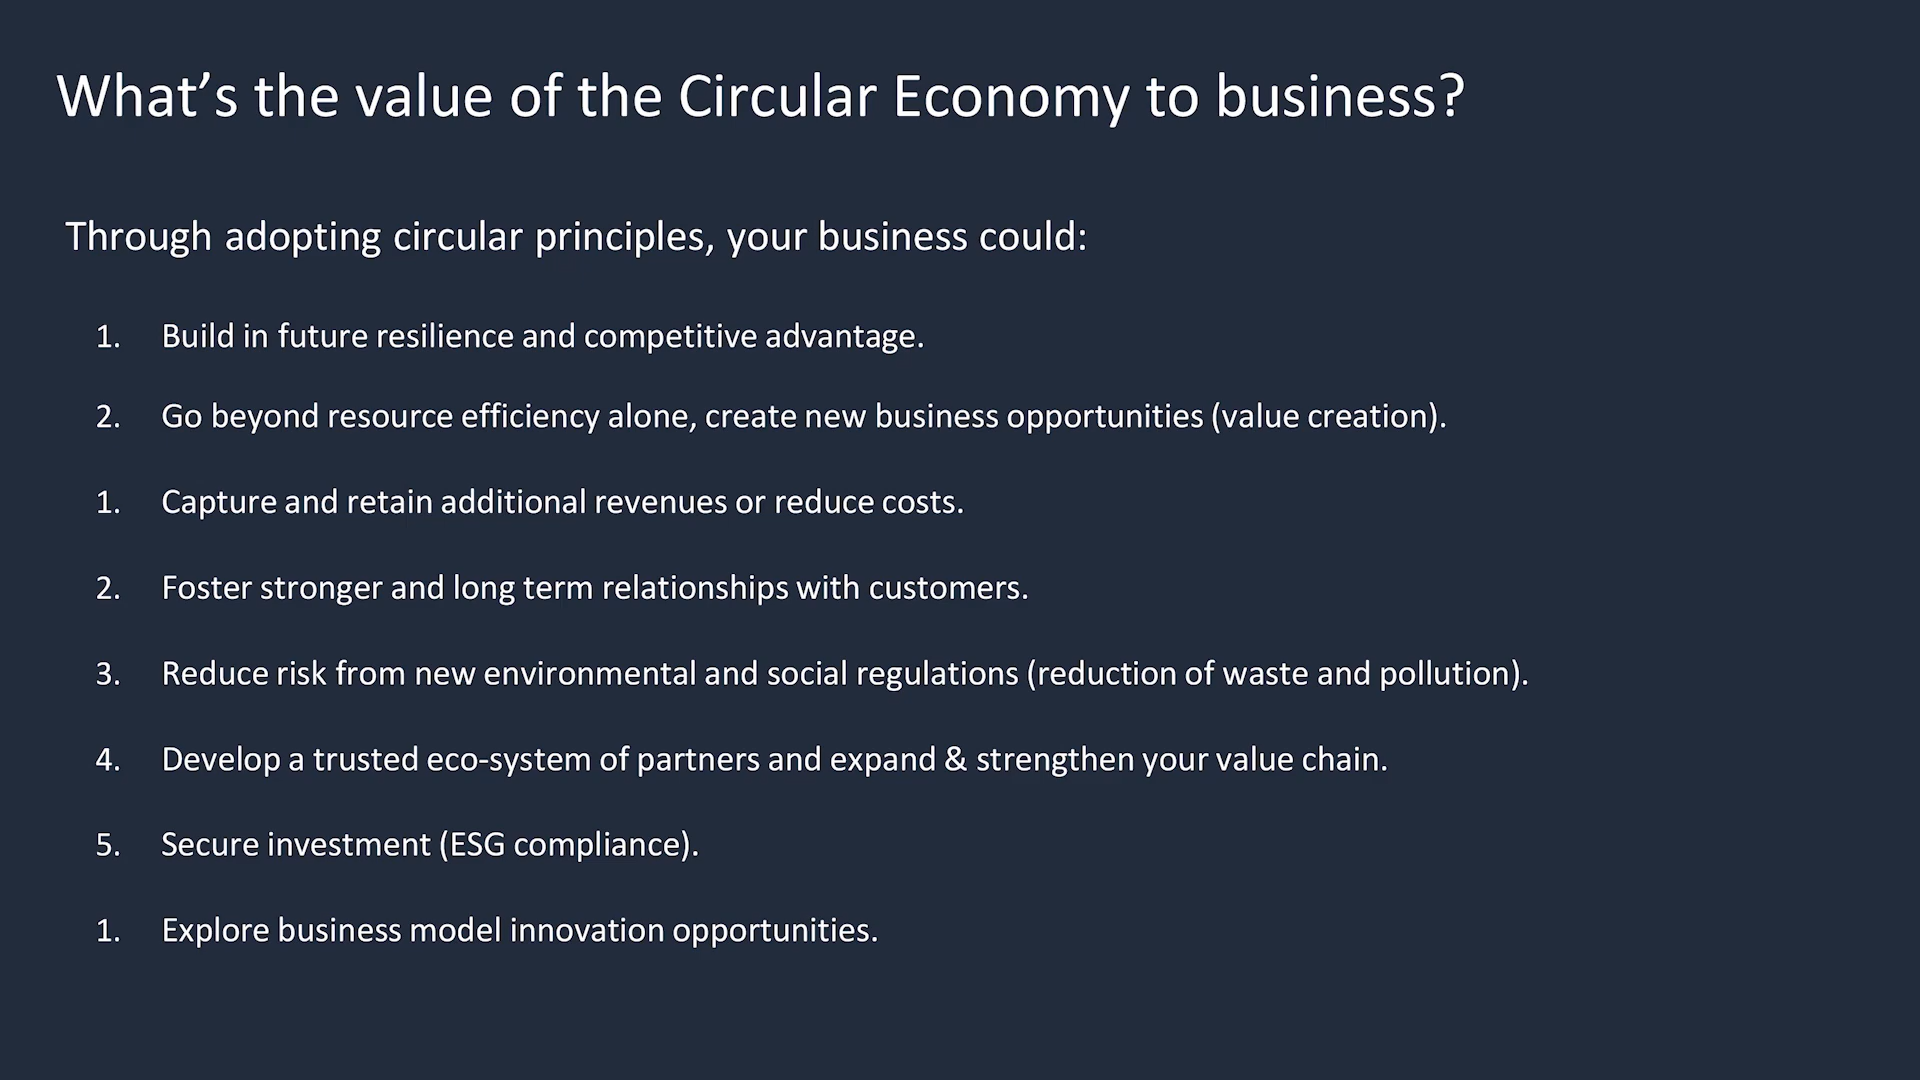 What’s the value of the Circular Economy to business?
Through adopting circular principles, your business could:
1. Build in future resilience and competitive advantage.
2. Go beyond resource efficiency alone, create new business opportunities (value creation).
1. Capture and retain additional revenues or reduce costs.
2. Foster stronger and long term relationships with customers.
3. Reduce risk from new environmental and social regulations (reduction of waste and pollution).
4. Develop a trusted eco-system of partners and expand & strengthen your value chain.
5. Secure investment (ESG compliance).
1. Explore business model innovation opportunities.